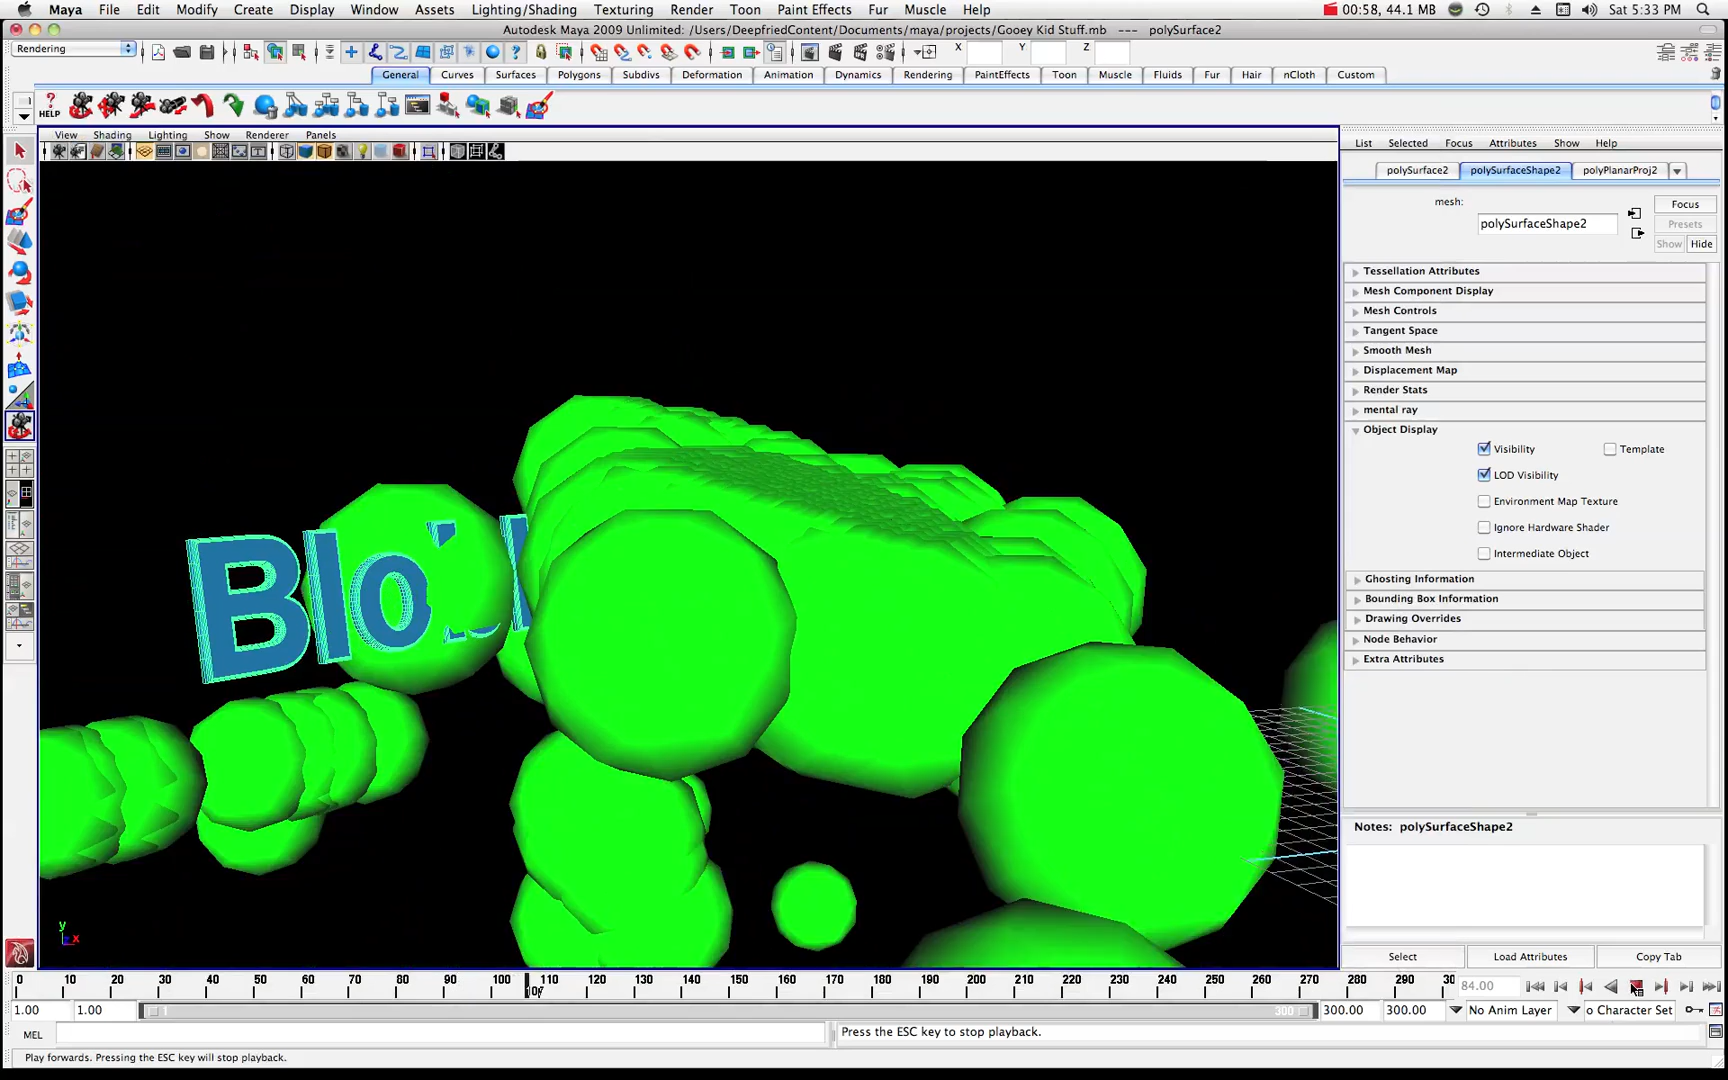 Maya File Edit Modify Create Display Window Assets Lighting/Shading Texturing Render Toon Paint Effects Fur Muscle Help 00:58, 44.1 MB Sat 5:33 PM
Autodesk Maya 2009 Unlimited: /Users/DeepfriedContent/Documents/maya/projects/Gooey Kid Stuff.mb --- polySurface2
Rendering X Y Z
General Curves Surfaces Polygons Subdivs Deformation Animation Dynamics Rendering PaintEffects Toon Muscle Fluids Fur Hair nCloth Custom
HELP
View Shading Lighting Show Renderer Panels
List Selected Focus Attributes Show Help
polySurface2 polySurfaceShape2 polyPlanarProj2
mesh: polySurfaceShape2
Focus
Presets
Show Hide
Tessellation Attributes
Mesh Component Display
Mesh Controls
Tangent Space
Smooth Mesh
Displacement Map
Render Stats
mental ray
Object Display
Visibility Template
LOD Visibility
Environment Map Texture
Ignore Hardware Shader
Intermediate Object
Ghosting Information
Bounding Box Information
Drawing Overrides
Node Behavior
Extra Attributes
Blo
Notes: polySurfaceShape2
y
x
Select Load Attributes Copy Tab
0 10 20 30 40 50 60 70 80 90 100 110 120 130 140 150 160 170 180 190 200 210 220 230 240 250 260 270 280 290 30 84.00
1.00 1.00 1 300 300.00 300.00 No Anim Layer o Character Set
MEL Press the ESC key to stop playback.
Play forwards. Pressing the ESC key will stop playback.